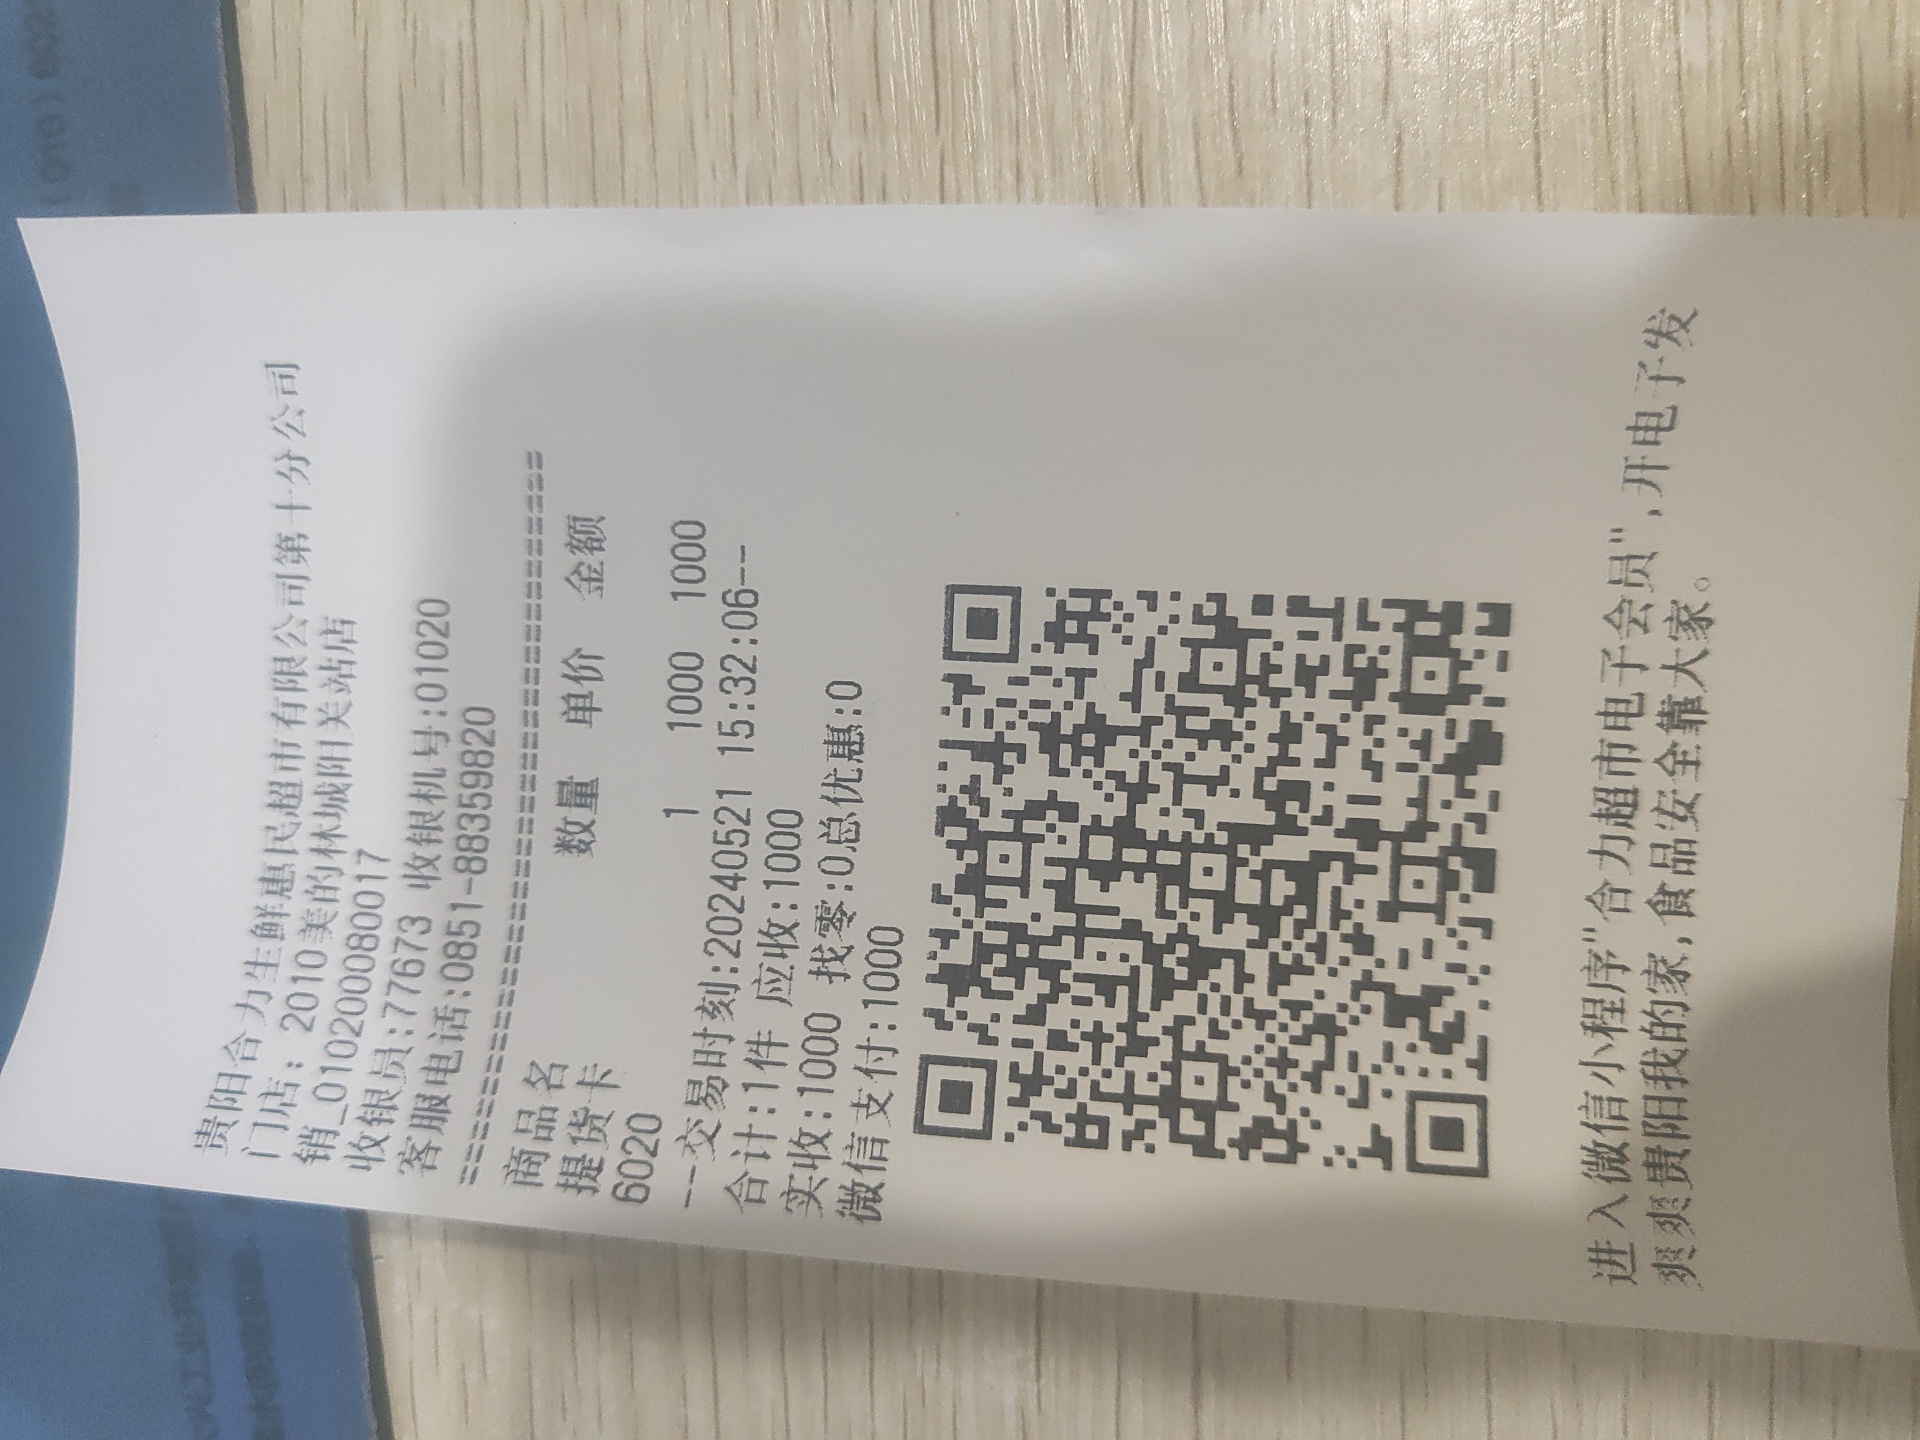 贵阳合力生鲜惠民超市有限公司第十分公司
门店: 2010美的林城阳关站店
销_010200080017
收银员:77673 收银机号:01020
客服电话:0851-88359820
商品名 数量 单价 金额
提货卡
6020 1 1000 1000
--交易时刻:20240521 15:32:06--
合计:1件 应收:1000
实收:1000 找零:0总优惠:0
微信支付:1000
进入微信小程序"合力超市电子会员",开电子发
爽爽贵阳我的家,食品安全靠大家。